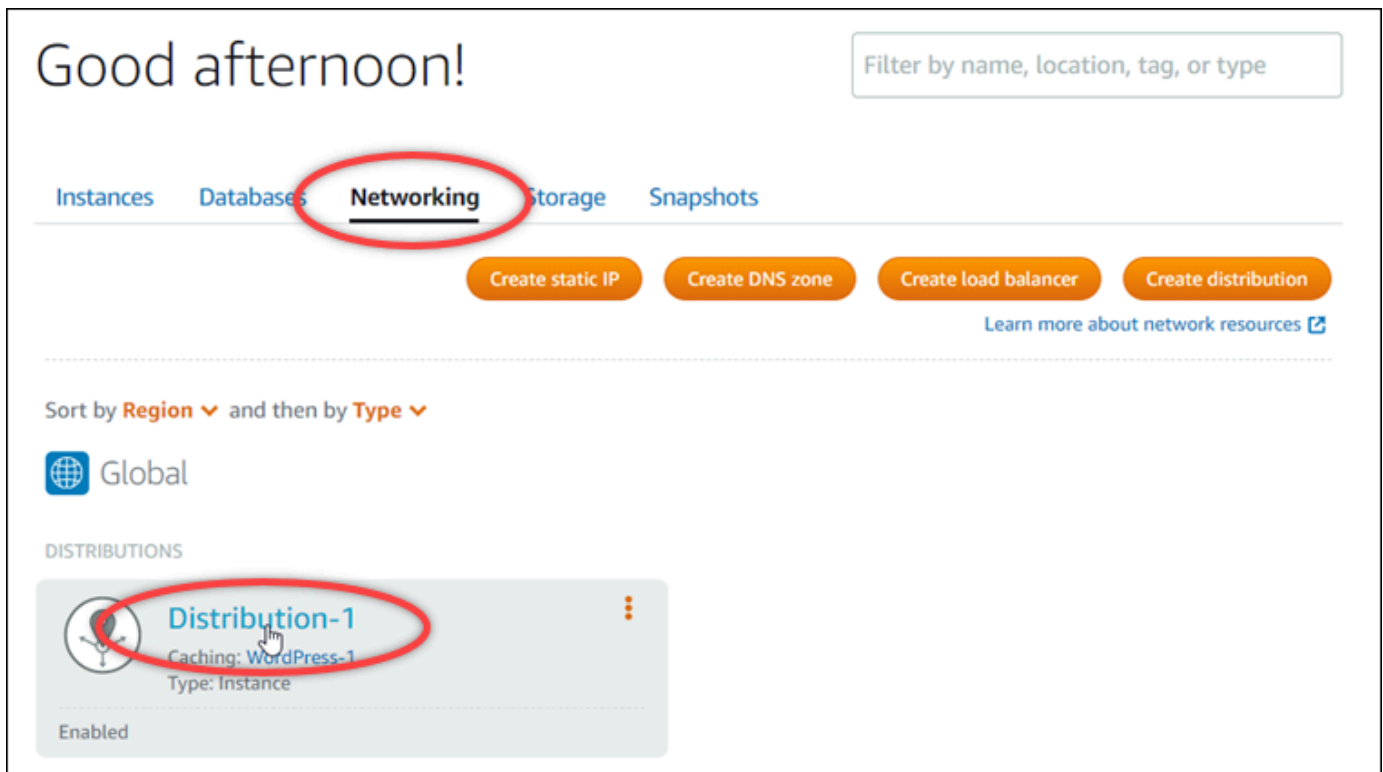 Good afternoon!
Filter by name, location, tag, or type
Instances Databases Networking Storage Snapshots
Create static IP Create DNS zone Create load balancer Create distribution
Learn more about network resources
Sort by Region and then by Type
Global
DISTRIBUTIONS
Distribution-1
Caching: WordPress-1
Type: Instance
Enabled